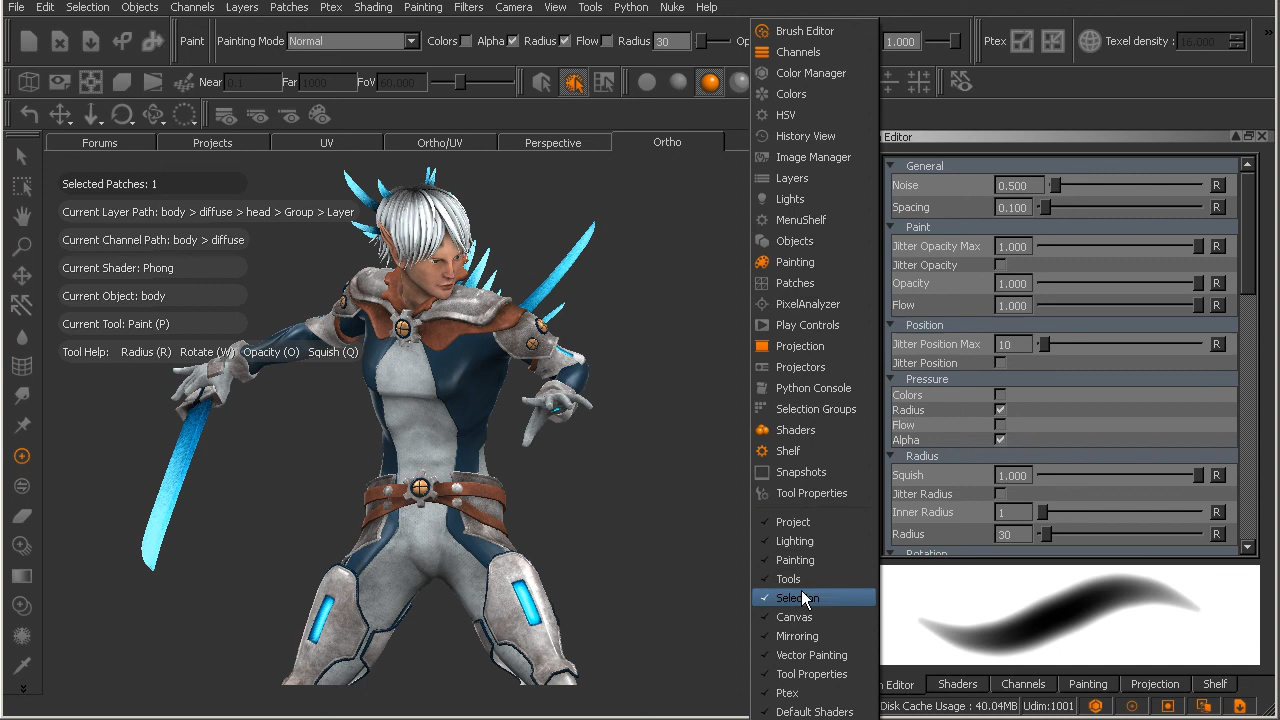 File Edit Selection Objects Channels Layers Patches Ptex Shading Painting Filters Camera View Tools Python Nuke Help
Paint Painting Mode Normal Colors Alpha Radius Flow Radius 30 Op 1.000 Ptex Texel density: 16.000
Near 0.1 Far 1000 FoV 60.000
Forums Projects UV Ortho/UV Perspective Ortho
Selected Patches: 1
Current Layer Path: body > diffuse > head > Group > Layer
Current Channel Path: body > diffuse
Current Shader: Phong
Current Object: body
Current Tool: Paint (P)
Tool Help: Radius (R) Rotate (W) Opacity (O) Squish (Q)
Brush Editor
Channels
Color Manager
Colors
HSV
History View
Image Manager
Layers
Lights
MenuShelf
Objects
Painting
Patches
PixelAnalyzer
Play Controls
Projection
Projectors
Python Console
Selection Groups
Shaders
Shelf
Snapshots
Tool Properties
Project
Lighting
Painting
Tools
Selection
Canvas
Mirroring
Vector Painting
Tool Properties
Ptex
Default Shaders
Editor
General
Noise 0.500 R
Spacing 0.100 R
Paint
Jitter Opacity Max 1.000 R
Jitter Opacity
Opacity 1.000 R
Flow 1.000 R
Position
Jitter Position Max 10 R
Jitter Position
Pressure
Colors
Radius
Flow
Alpha
Radius
Squish 1.000 R
Jitter Radius
Inner Radius 1 R
Radius 30 R
Rotation
n Editor Shaders Channels Painting Projection Shelf
Disk Cache Usage : 40.04MB Udim:1001